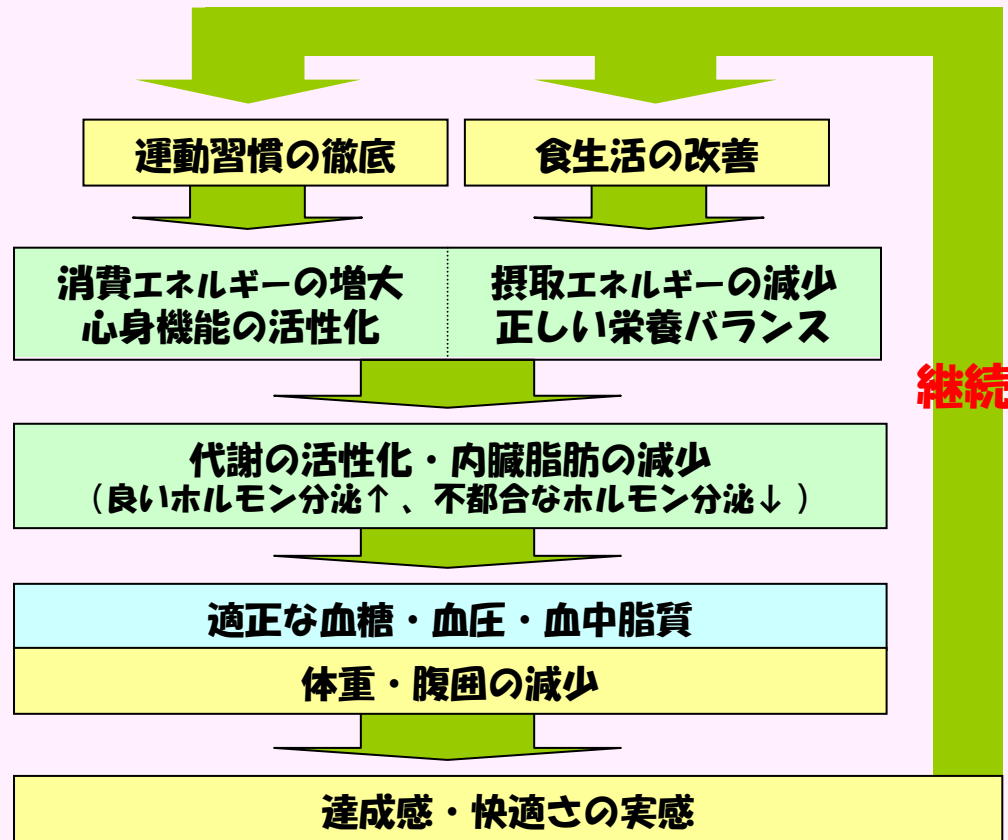 運動習慣の徹底
食生活の改善
消費エネルギーの増大
心身機能の活性化
摂取エネルギーの減少
正しい栄養バランス
継続
代謝の活性化・内臓脂肪の減少
（良いホルモン分泌↑、不都合なホルモン分泌↓）
適正な血糖・血圧・血中脂質
体重・腹囲の減少
達成感・快適さの実感